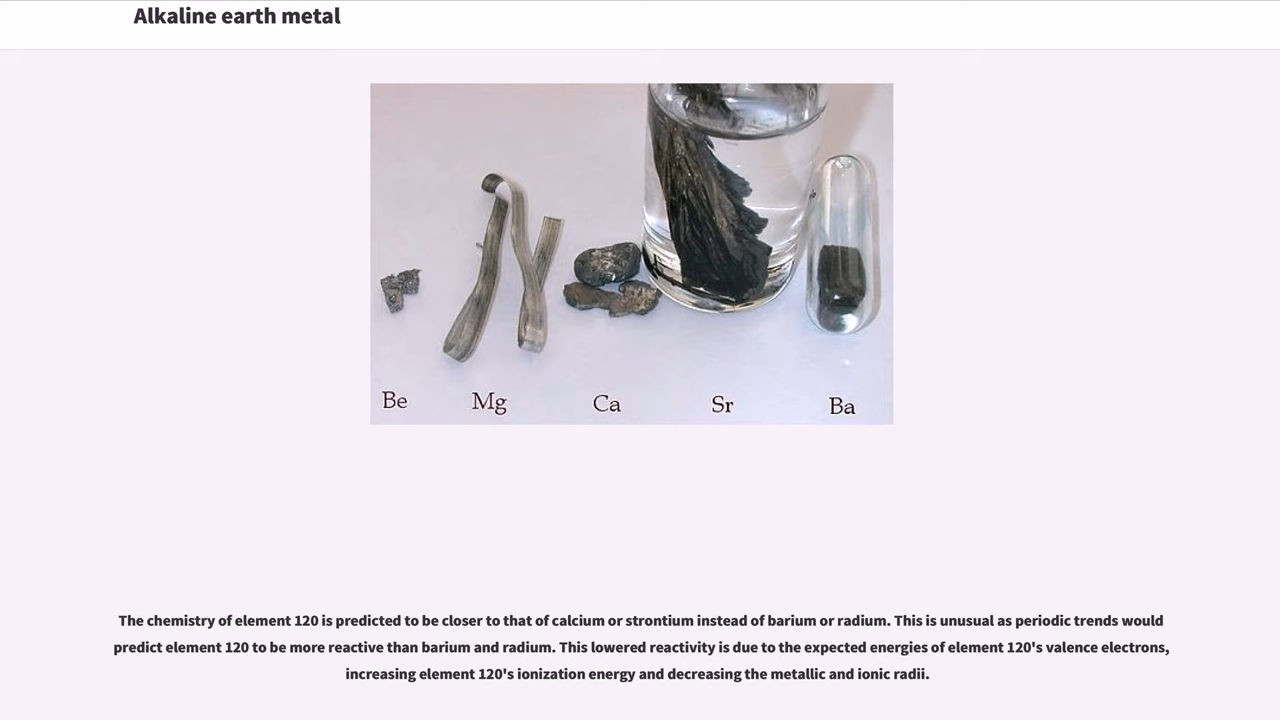 Alkaline earth metal
Be Mg Ca Sr Ba
The chemistry of element 120 is predicted to be closer to that of calcium or strontium instead of barium or radium. This is unusual as periodic trends would
predict element 120 to be more reactive than barium and radium. This lowered reactivity is due to the expected energies of element 120's valence electrons,
increasing element 120's ionization energy and decreasing the metallic and ionic radii.